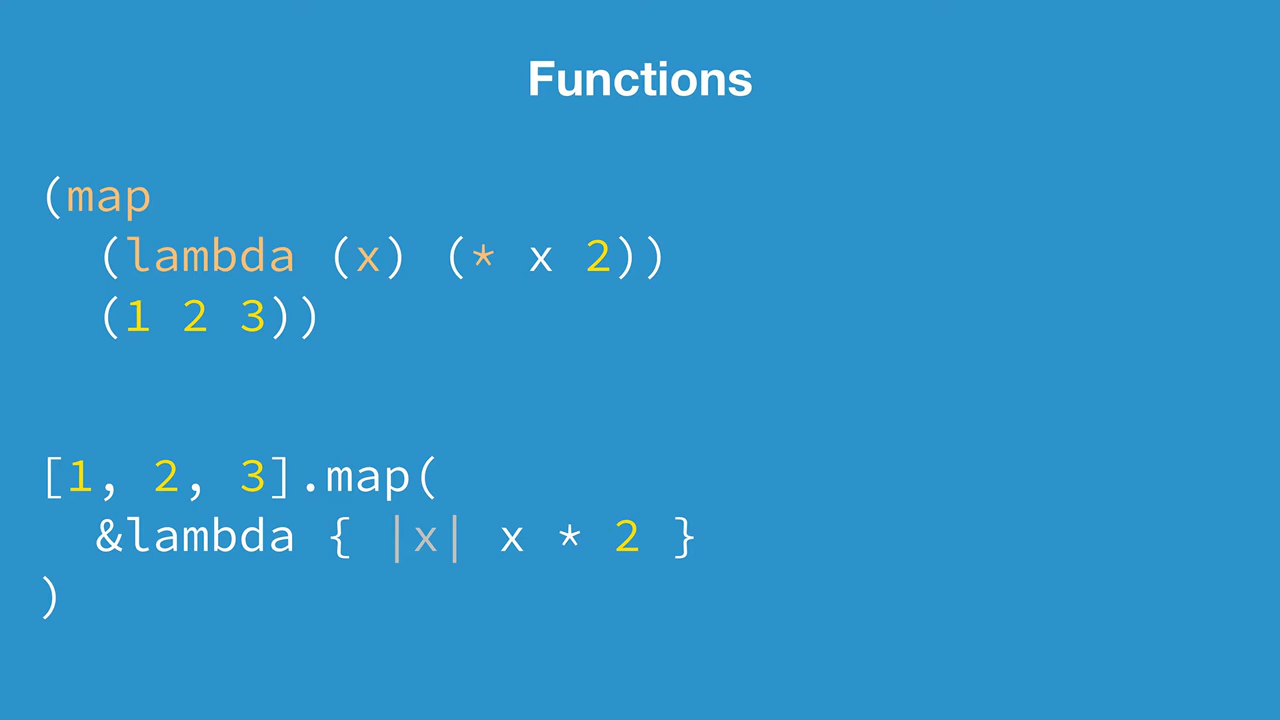 Functions
(map
  (lambda (x) (* x 2))
  (1 2 3))
[1, 2, 3].map(
  &lambda { |x| x * 2 }
)